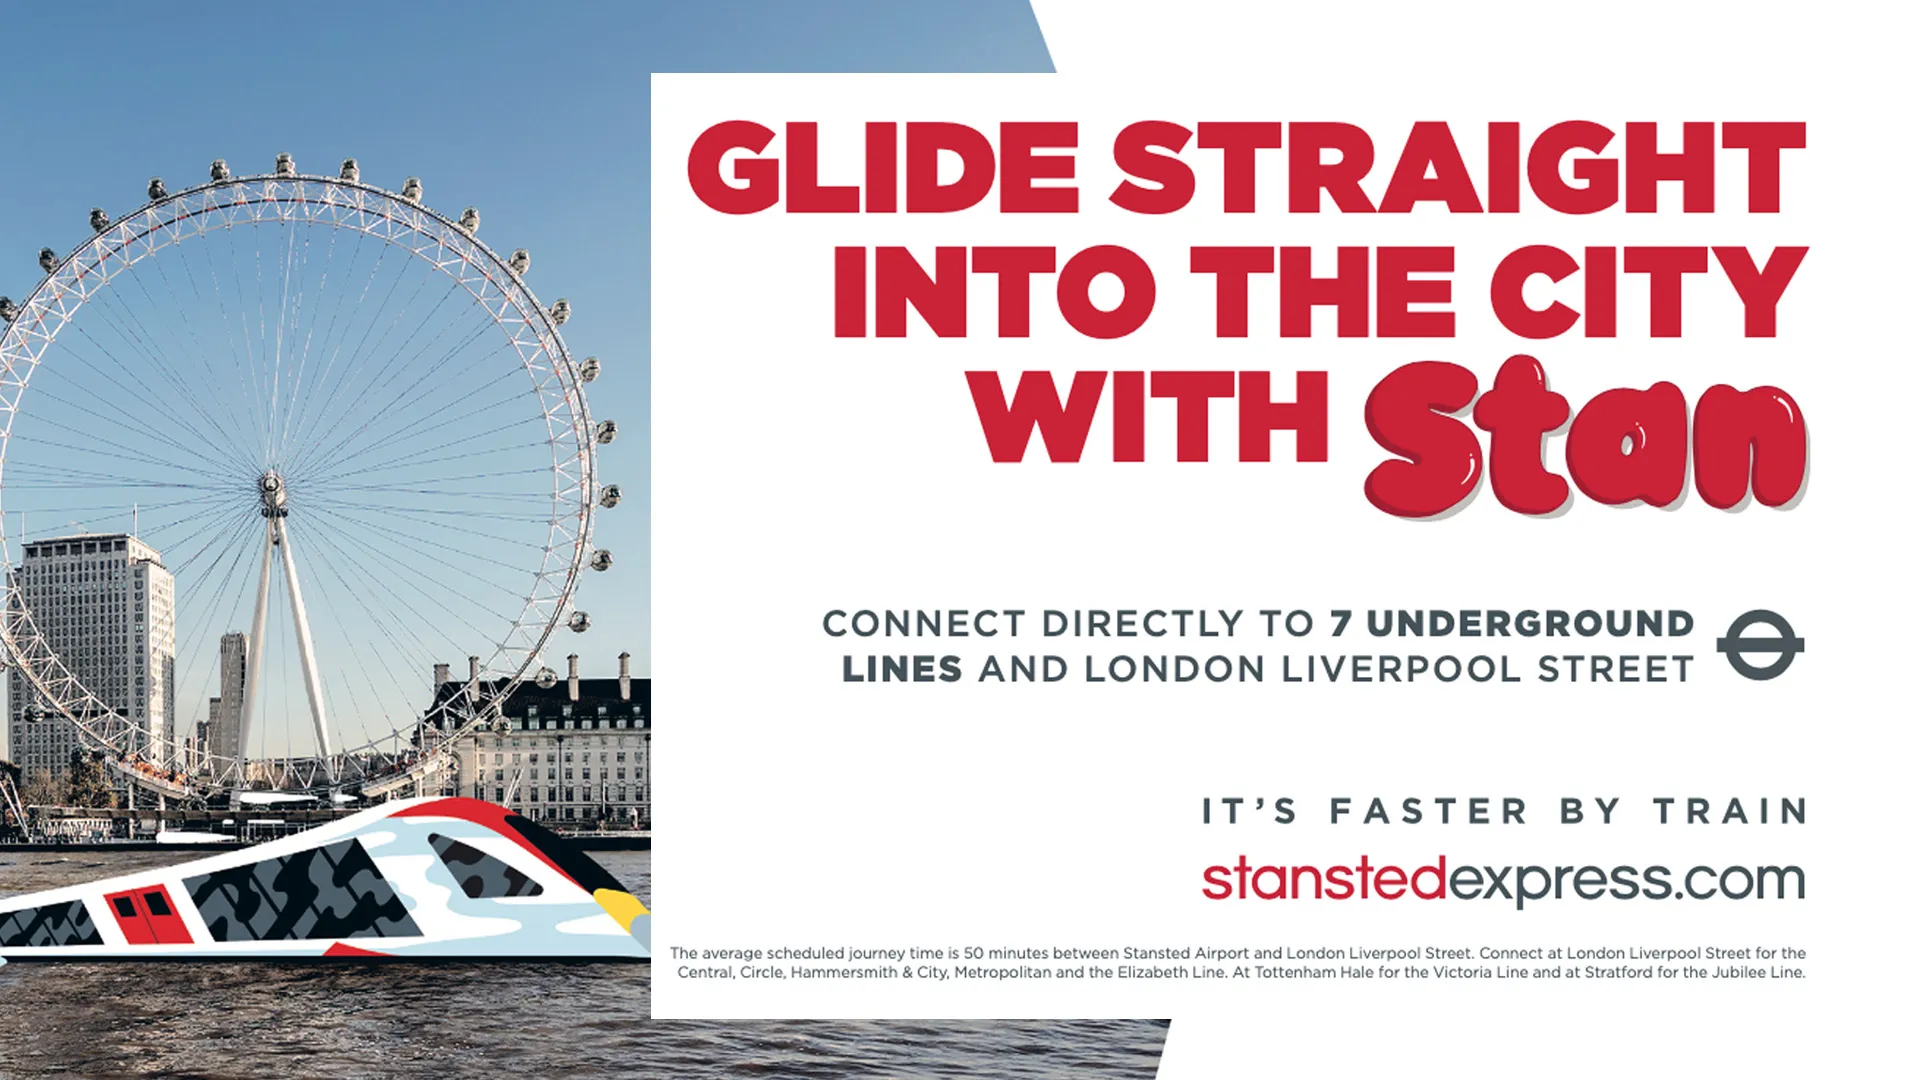 GLIDE STRAIGHT
INTO THE CITY
WITH Stan
CONNECT DIRECTLY TO 7 UNDERGROUND
LINES AND LONDON LIVERPOOL STREET
IT'S FASTER BY TRAIN
stanstedexpress.com
The average scheduled journey time is 50 minutes between Stansted Airport and London Liverpool Street. Connect at London Liverpool Street for the
Central, Circle, Hammersmith & City, Metropolitan and the Elizabeth Line. At Tottenham Hale for the Victoria Line and at Stratford for the Jubilee Line.